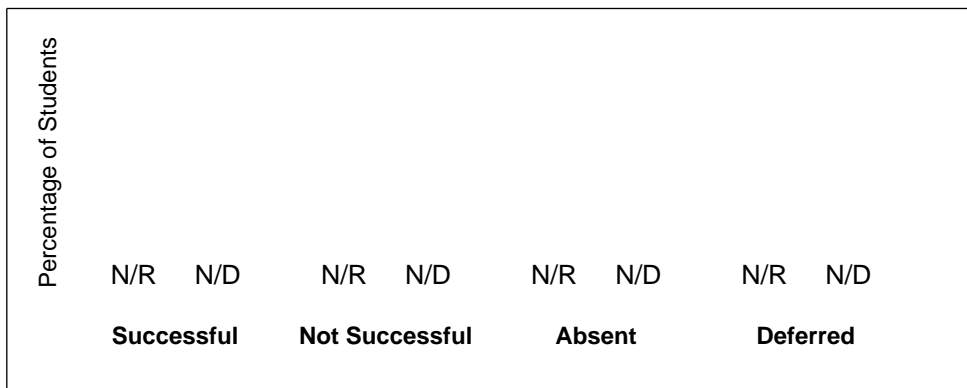 Percentage of Students
N/R N/D N/R N/D N/R N/D N/R N/D
Successful Not Successful Absent Deferred